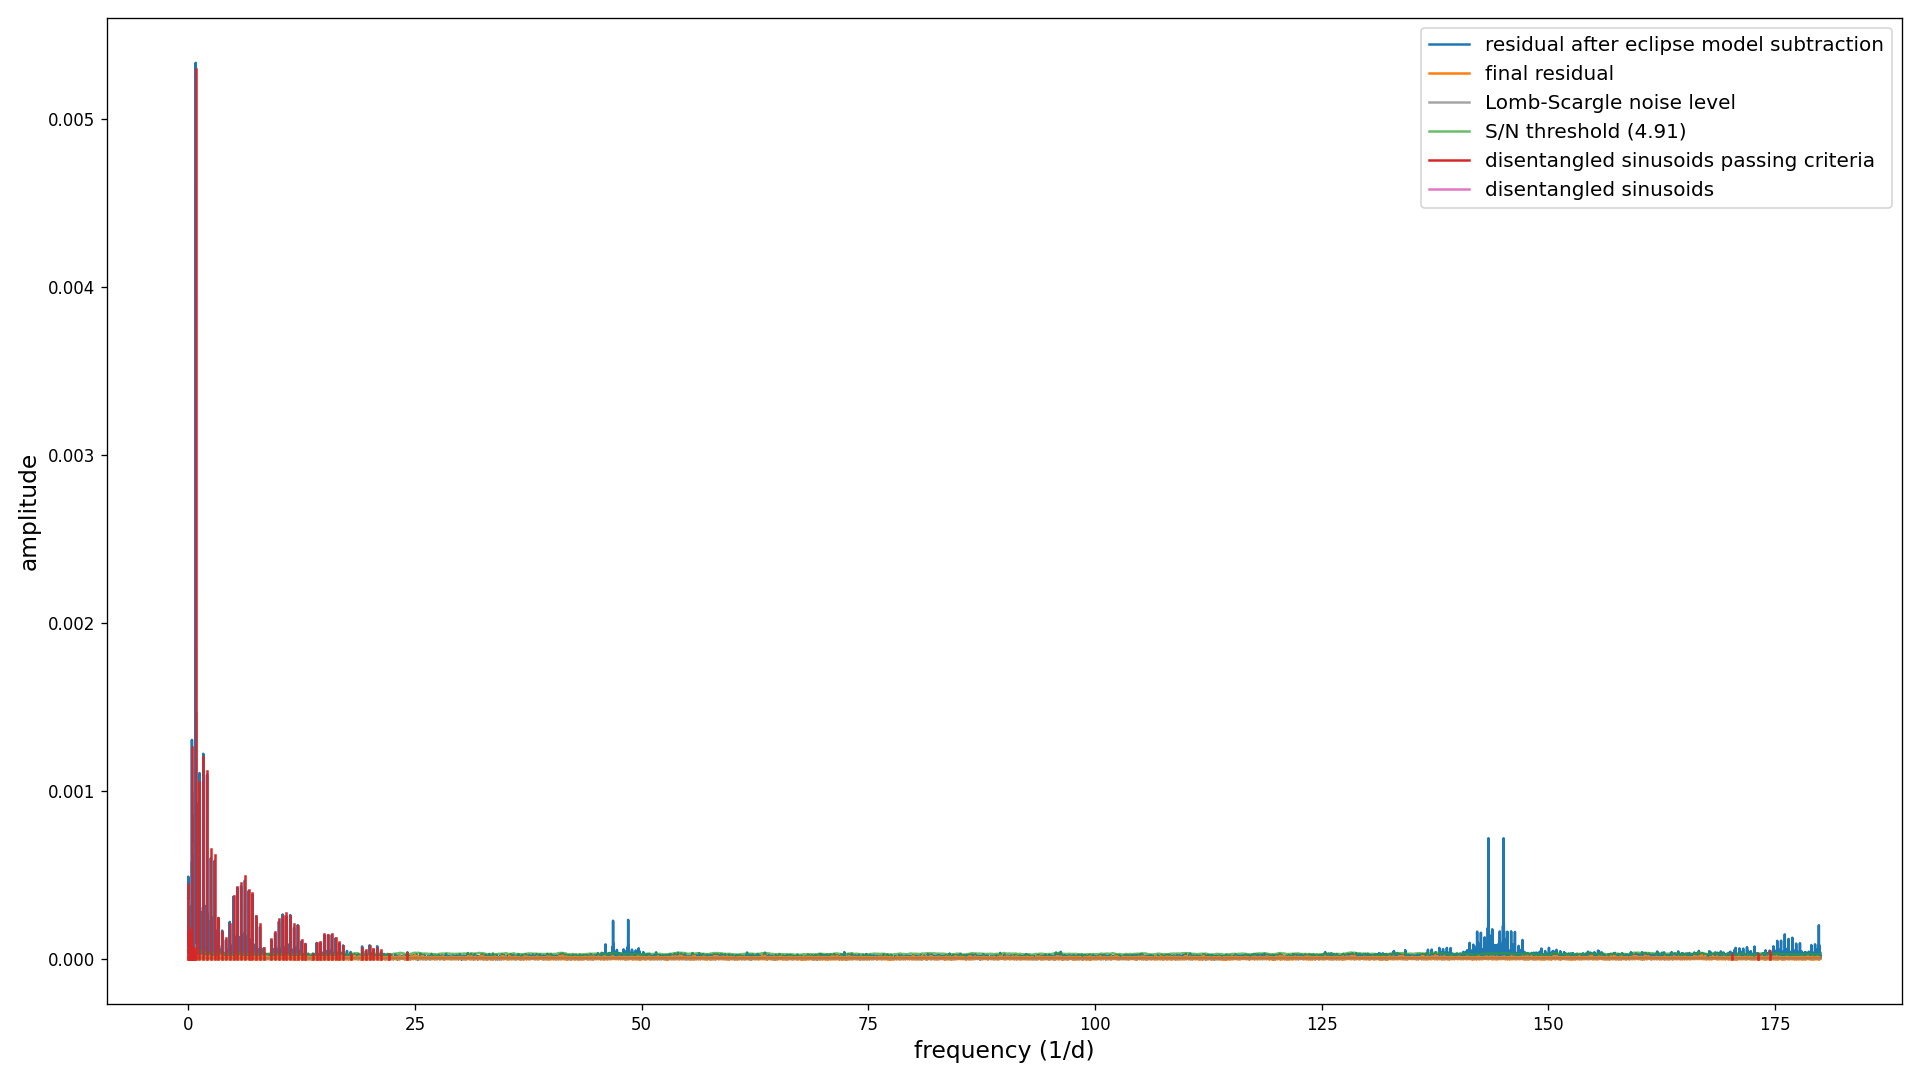 residual after eclipse model subtraction
final residual
Lomb-Scargle noise level
S/N threshold (4.91)
disentangled sinusoids passing criteria
disentangled sinusoids
0.005
0.004
0.003
0.002
0.001
0.000
amplitude
0 25 50 75 100 125 150 175
frequency (1/d)